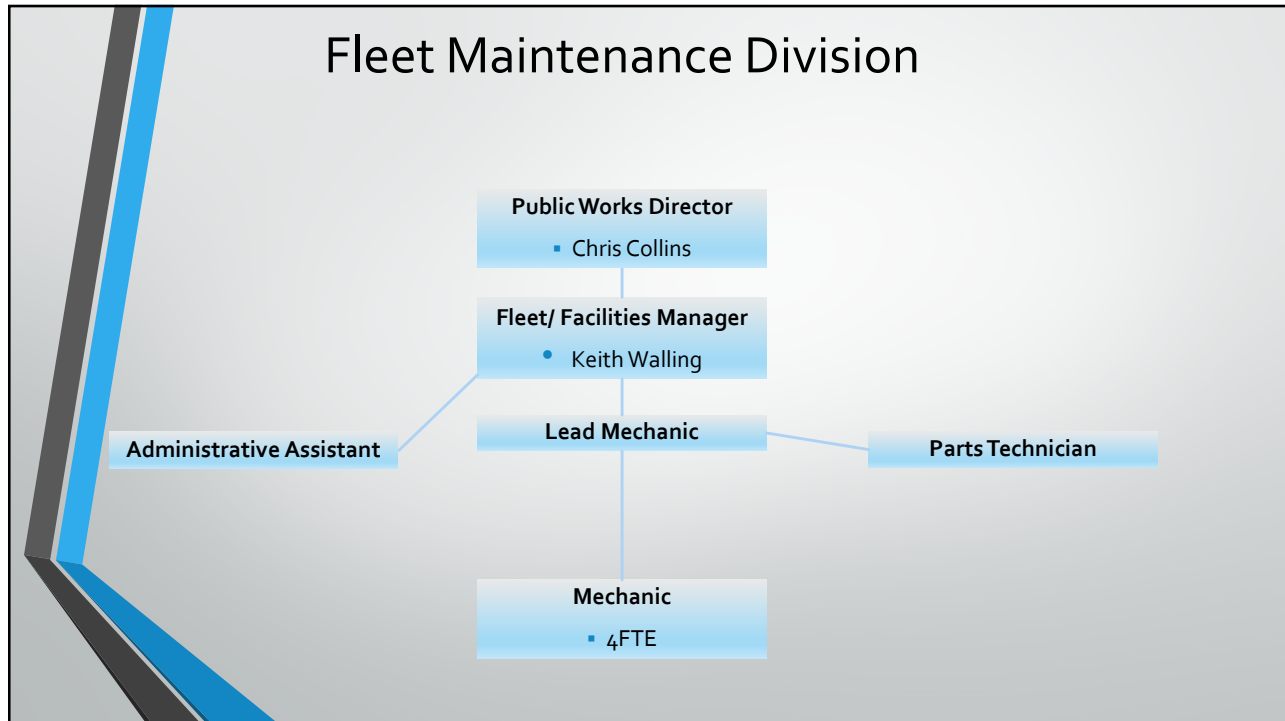 Fleet Maintenance Division
Public Works Director
▪ Chris Collins
Fleet/ Facilities Manager
• Keith Walling
Administrative Assistant
Lead Mechanic
Parts Technician
Mechanic
▪ 4FTE